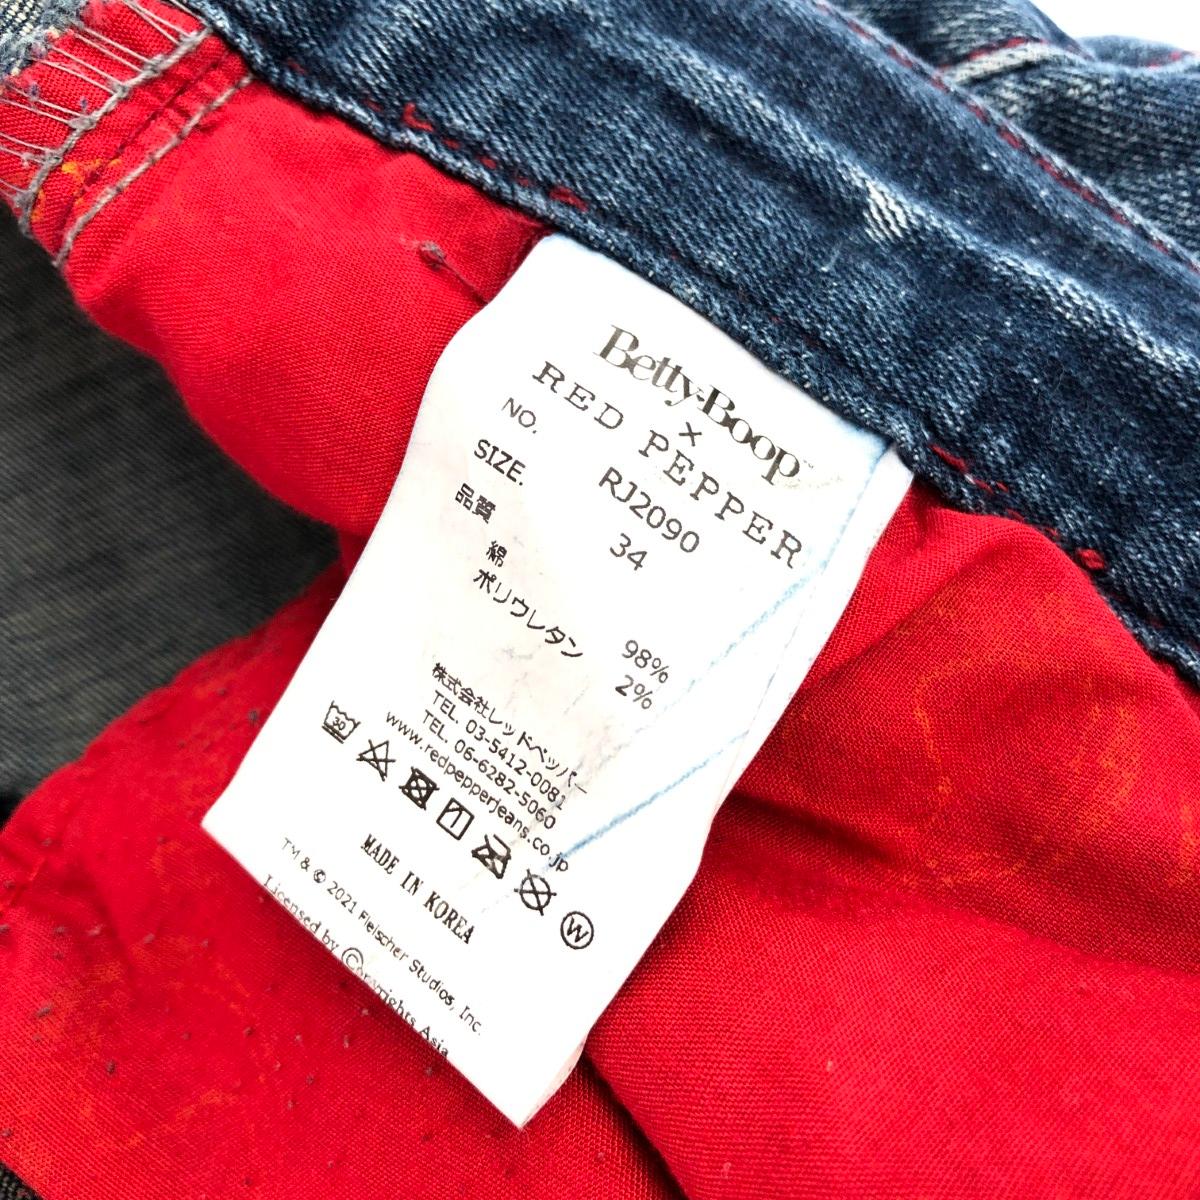 Betty Boop™
×
RED PEPPER
NO. RJ2090
SIZE. 34
品質
綿 98%
ポリウレタン 2%
株式会社レッドペッパー
TEL. 03-5412-0081
TEL. 06-6282-5060
www.redpepperjeans.co.jp
30
W
MADE IN KOREA
TM & © 2021 Fleischer Studios, Inc.
Licensed by Copyrights Asia